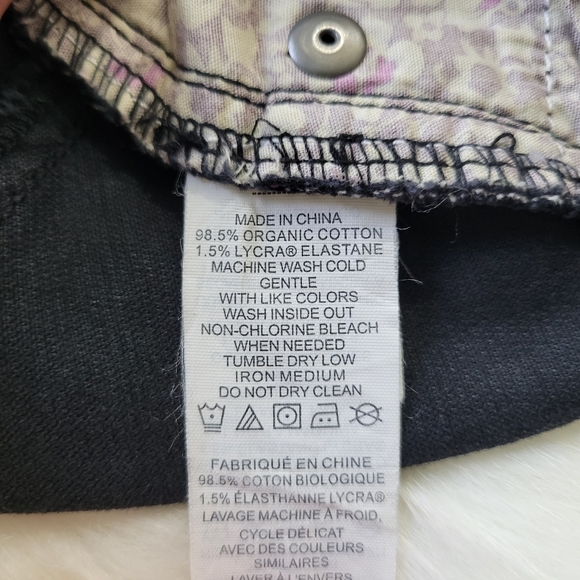 MADE IN CHINA
98.5% ORGANIC COTTON
1.5% LYCRA® ELASTANE
MACHINE WASH COLD
GENTLE
WITH LIKE COLORS
WASH INSIDE OUT
NON-CHLORINE BLEACH
WHEN NEEDED
TUMBLE DRY LOW
IRON MEDIUM
DO NOT DRY CLEAN
FABRIQUÉ EN CHINE
98.5% COTON BIOLOGIQUE
1.5% ÉLASTHANNE LYCRA®
LAVAGE MACHINE À FROID,
CYCLE DÉLICAT
AVEC DES COULEURS
SIMILAIRES
LAVER À L'ENVERS